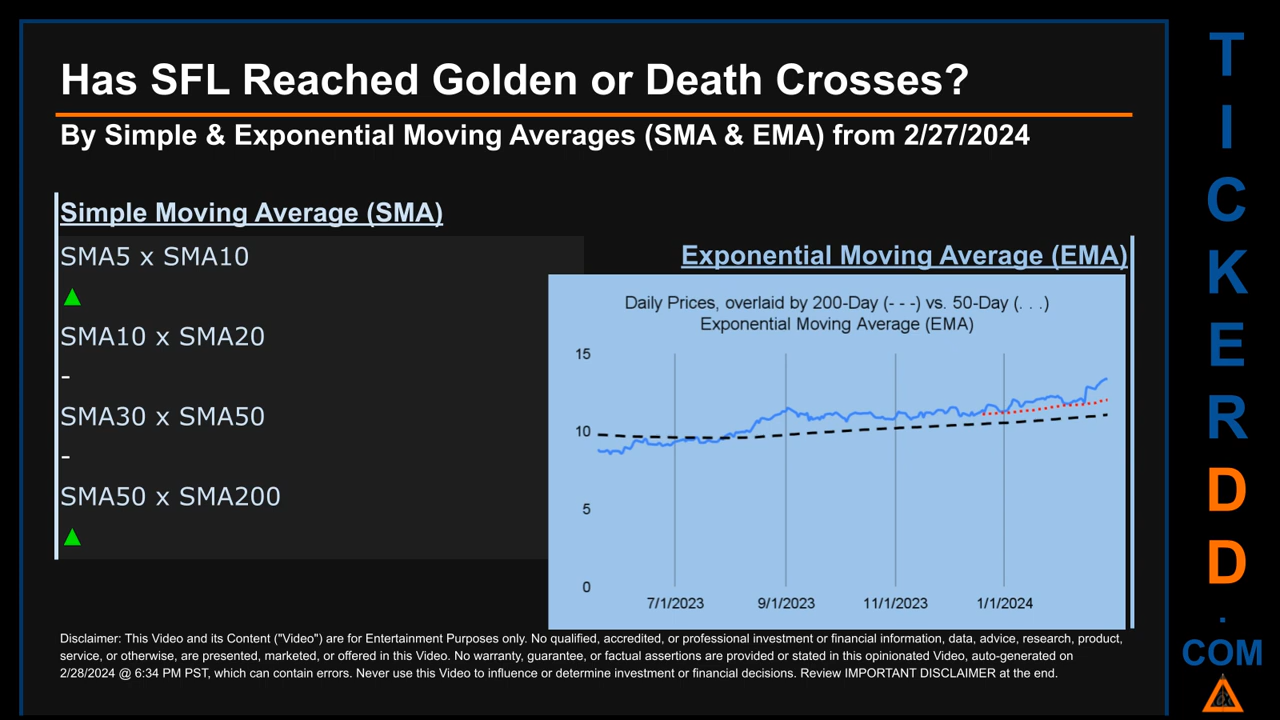 Has SFL Reached Golden or Death Crosses?
By Simple & Exponential Moving Averages (SMA & EMA) from 2/27/2024
Simple Moving Average (SMA)
SMA5 x SMA10
▲
SMA10 x SMA20
-
SMA30 x SMA50
-
SMA50 x SMA200
▲
Exponential Moving Average (EMA)
Daily Prices, overlaid by 200-Day (- - -) vs. 50-Day (. . .)
Exponential Moving Average (EMA)
15
10
5
0
7/1/2023
9/1/2023
11/1/2023
1/1/2024
Disclaimer: This Video and its Content ("Video") are for Entertainment Purposes only. No qualified, accredited, or professional investment or financial information, data, advice, research, product,
service, or otherwise, are presented, marketed, or offered in this Video. No warranty, guarantee, or factual assertions are provided or stated in this opinionated Video, auto-generated on
2/28/2024 @ 6:34 PM PST, which can contain errors. Never use this Video to influence or determine investment or financial decisions. Review IMPORTANT DISCLAIMER at the end.
T
I
C
K
E
R
D
D
.
COM